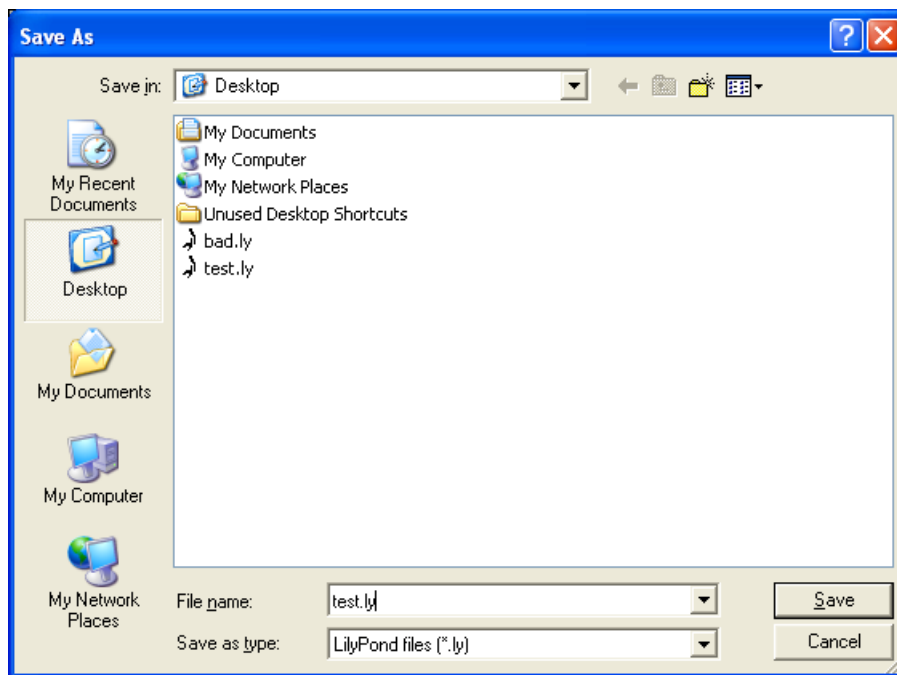 Save As
Save in:
Desktop
My Documents
My Computer
My Network Places
Unused Desktop Shortcuts
bad.ly
test.ly
My Recent
Documents
Desktop
My Documents
My Computer
My Network
Places
File name:
test.ly
Save
Save as type:
LilyPond files (*.ly)
Cancel